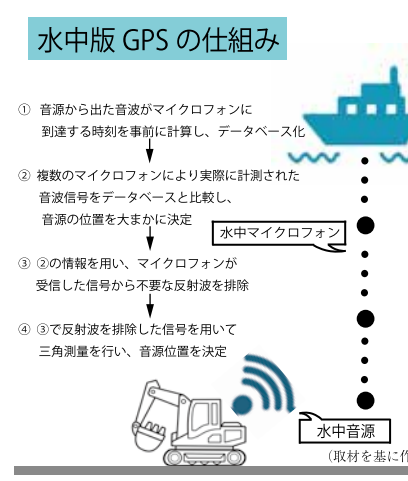 水中版 GPS の仕組み
① 音源から出た音波がマイクロフォンに
到達する時刻を事前に計算し、データベース化
② 複数のマイクロフォンにより実際に計測された
音波信号をデータベースと比較し、
音源の位置を大まかに決定
水中マイクロフォン
③ ②の情報を用い、マイクロフォンが
受信した信号から不要な反射波を排除
④ ③で反射波を排除した信号を用いて
三角測量を行い、音源位置を決定
水中音源
（取材を基に作